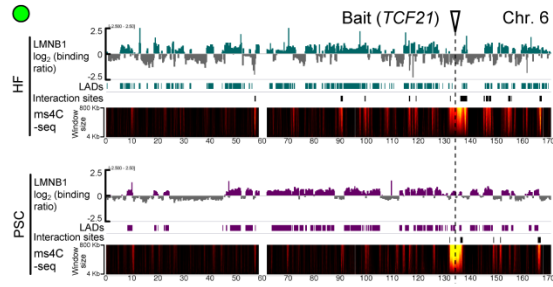 Bait (TCF21) Chr. 6
HF
LMNB1
log2 (binding
ratio)
2.5
0
-2.5
LADs
Interaction sites
ms4C
-seq
Window
size
800 Kb
4 Kb
0 10 20 30 40 50 60 70 80 90 100 110 120 130 140 150 160 170
PSC
LMNB1
log2 (binding
ratio)
2.5
0
-2.5
LADs
Interaction sites
ms4C
-seq
Window
size
800 Kb
4 Kb
0 10 20 30 40 50 60 70 80 90 100 110 120 130 140 150 160 170